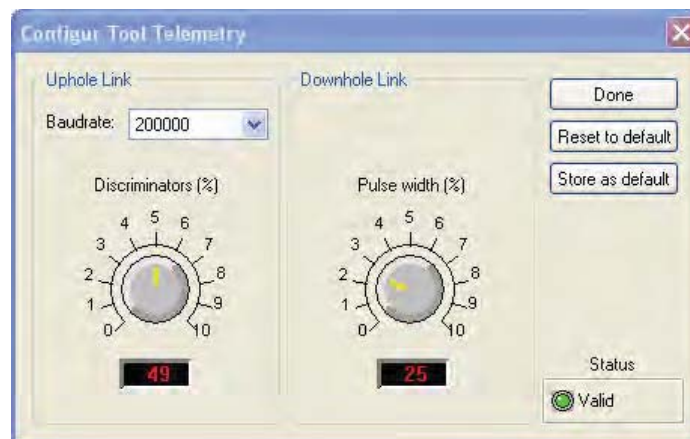 Configur Tool Telemetry
Uphole Link
Baudrate: 200000
Discriminators (%)
0 1 2 3 4 5 6 7 8 9 10
49
Downhole Link
Pulse width (%)
0 1 2 3 4 5 6 7 8 9 10
25
Done
Reset to default
Store as default
Status
Valid